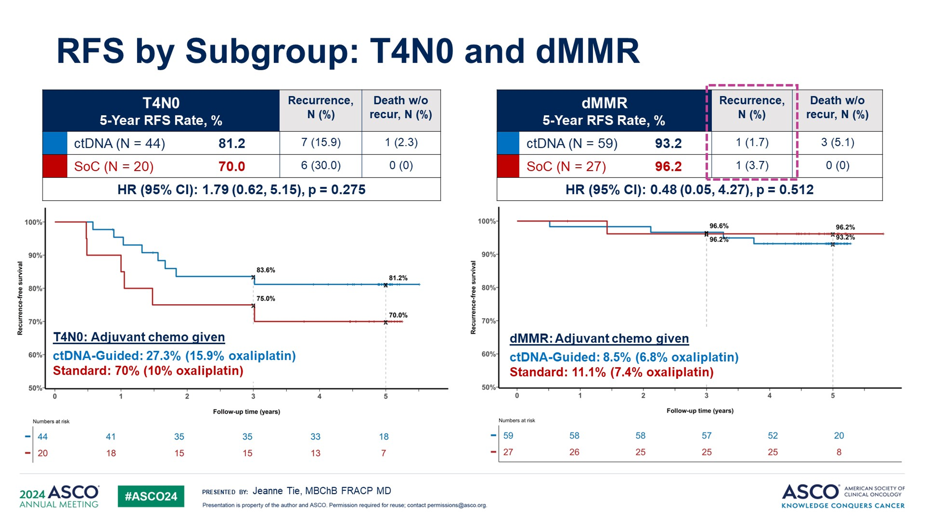 RFS by Subgroup: T4N0 and dMMR
T4N0
5-Year RFS Rate, %
Recurrence,
N (%)
Death w/o
recur, N (%)
ctDNA (N = 44) 81.2 7 (15.9) 1 (2.3)
SoC (N = 20) 70.0 6 (30.0) 0 (0)
HR (95% CI): 1.79 (0.62, 5.15), p = 0.275
dMMR
5-Year RFS Rate, %
Recurrence,
N (%)
Death w/o
recur, N (%)
ctDNA (N = 59) 93.2 1 (1.7) 3 (5.1)
SoC (N = 27) 96.2 1 (3.7) 0 (0)
HR (95% CI): 0.48 (0.05, 4.27), p = 0.512
Recurrence-free survival
100%
90%
80%
70%
60%
50%
83.6%
81.2%
75.0%
70.0%
T4N0: Adjuvant chemo given
ctDNA-Guided: 27.3% (15.9% oxaliplatin)
Standard: 70% (10% oxaliplatin)
0 1 2 3 4 5
Follow-up time (years)
Numbers at risk
44 41 35 35 33 18
20 18 15 15 13 7
Recurrence-free survival
100%
90%
80%
70%
60%
50%
96.6%
96.2%
96.2%
93.2%
dMMR: Adjuvant chemo given
ctDNA-Guided: 8.5% (6.8% oxaliplatin)
Standard: 11.1% (7.4% oxaliplatin)
0 1 2 3 4 5
Follow-up time (years)
Numbers at risk
59 58 58 57 52 20
27 26 25 25 25 8
2024 ASCO
ANNUAL MEETING
#ASCO24
PRESENTED BY: Jeanne Tie, MBChB FRACP MD
Presentation is property of the author and ASCO. Permission required for reuse; contact permissions@asco.org.
ASCO AMERICAN SOCIETY OF
CLINICAL ONCOLOGY
KNOWLEDGE CONQUERS CANCER